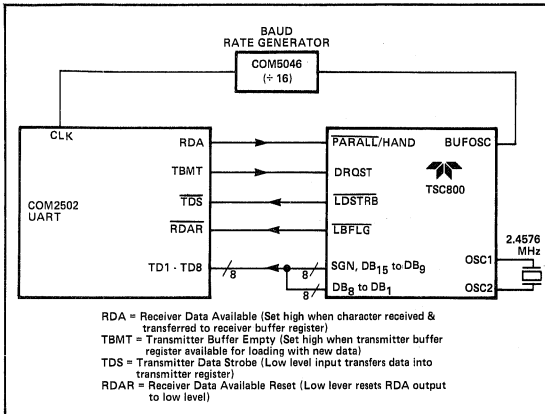 BAUD
RATE GENERATOR
COM5046
(÷ 16)
CLK
RDA
PARALL/HAND
BUFOSC
TBMT
DRQST
TSC800
COM2502
UART
TDS
LDSTRB
RDAR
LBFLG
2.4576
MHz
OSC1
TD1 - TD8
8
8
SGN, DB15 to DB9
8
DB8 to DB1
OSC2
RDA = Receiver Data Available (Set high when character received &
transferred to receiver buffer register)
TBMT = Transmitter Buffer Empty (Set high when transmitter buffer
register available for loading with new data)
TDS = Transmitter Data Strobe (Low level input transfers data into
transmitter register)
RDAR = Receiver Data Available Reset (Low lever resets RDA output
to low level)